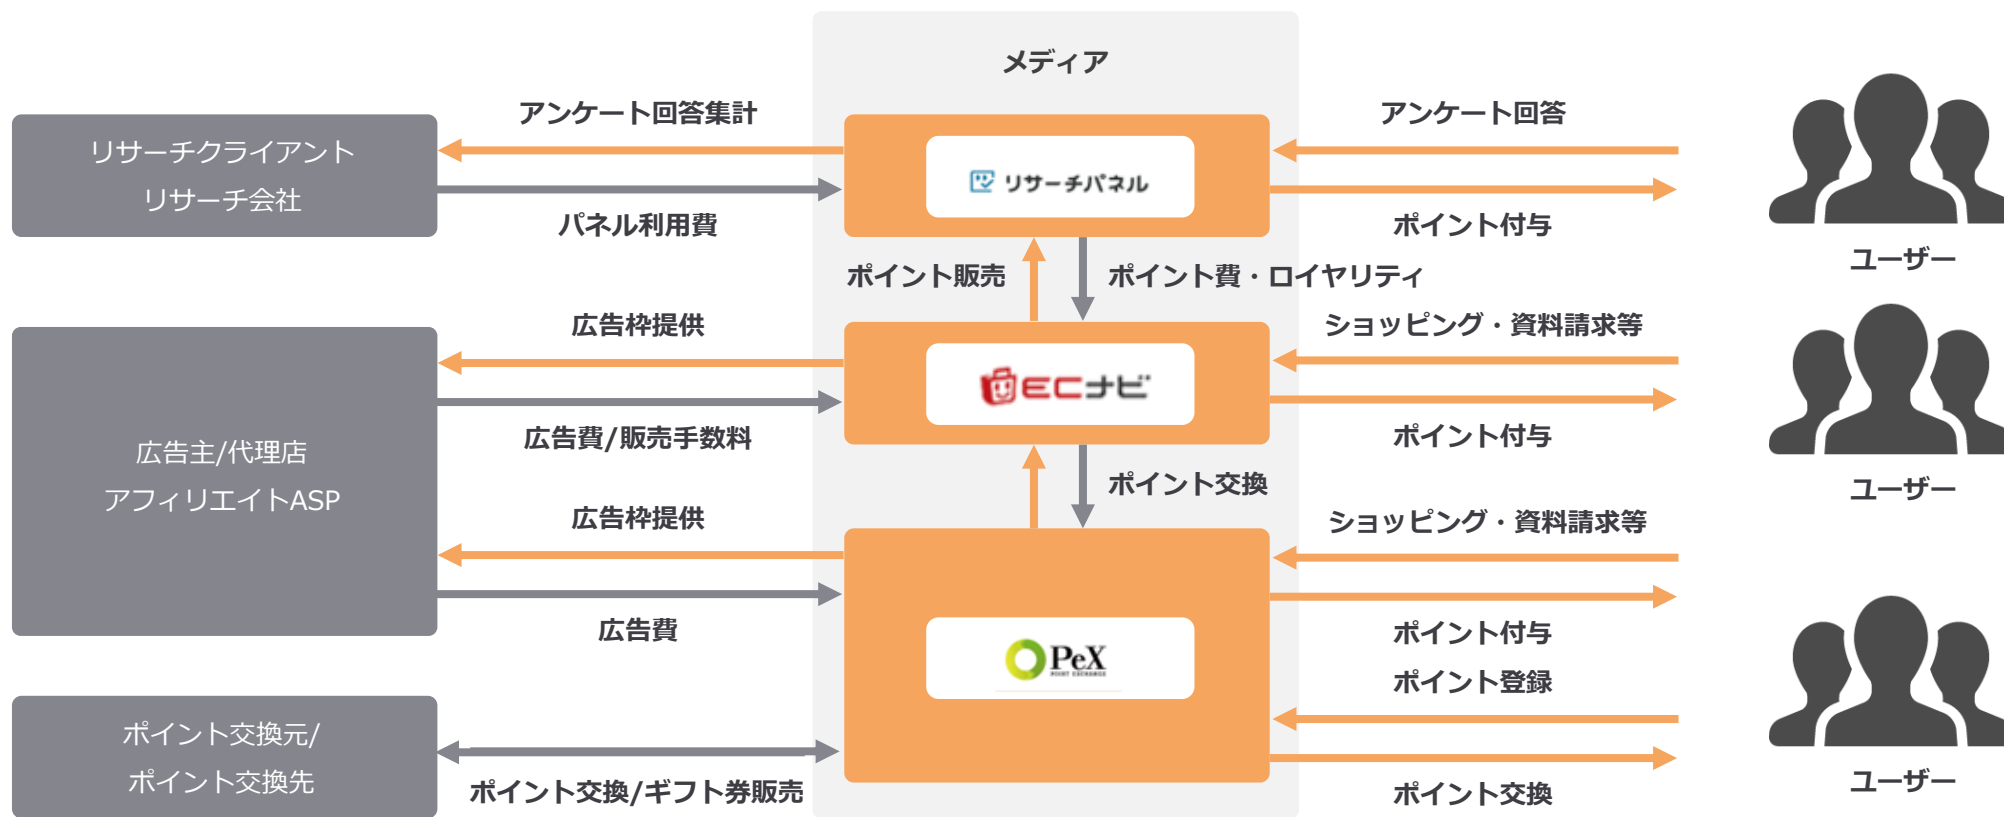 メディア
アンケート回答集計
アンケート回答
リサーチクライアント
リサーチ会社
リサーチパネル
パネル利用費
ポイント付与
ユーザー
ポイント販売
ポイント費・ロイヤリティ
広告枠提供
ショッピング・資料請求等
ECナビ
広告費/販売手数料
ポイント付与
広告主/代理店
アフィリエイトASP
ポイント交換
ユーザー
広告枠提供
ショッピング・資料請求等
広告費
ポイント付与
PeX
POINT EXCHANGE
ポイント登録
ポイント交換元/
ポイント交換先
ポイント交換/ギフト券販売
ポイント交換
ユーザー